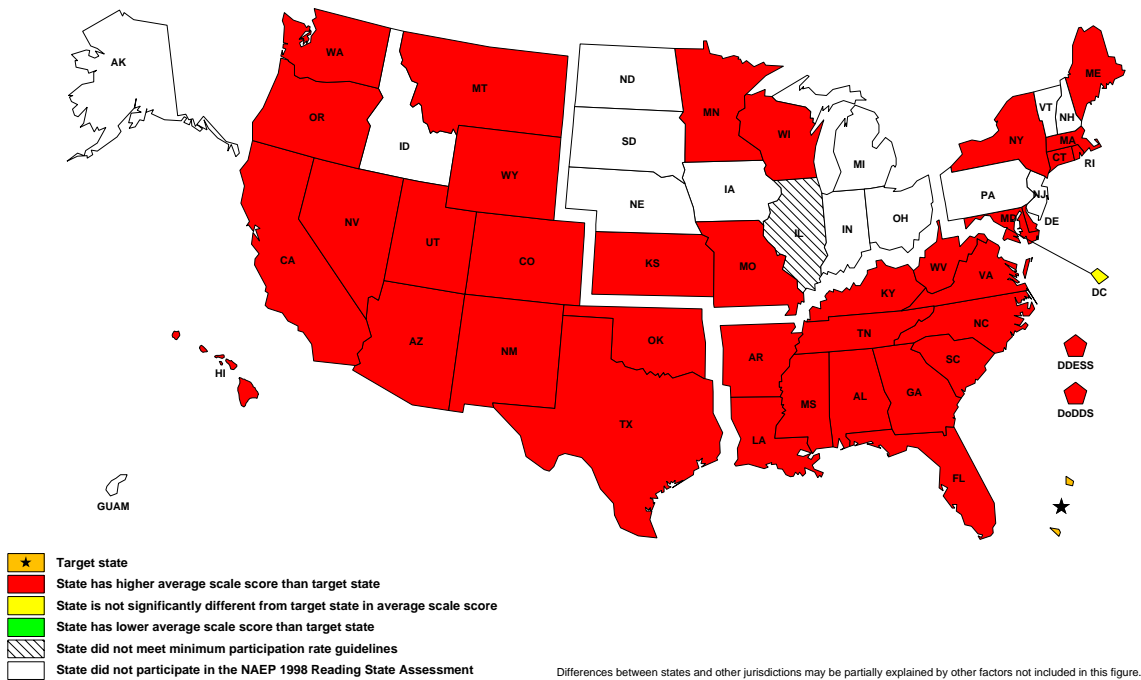 AK
WA
MT
ND
MN
ME
VT
NH
OR
ID
SD
WI
NY
MA
CT
RI
WY
MI
NE
IA
PA
NJ
NV
UT
IL
IN
OH
MD
DE
CA
CO
KS
MO
WV
VA
DC
KY
AZ
NM
OK
TN
NC
AR
SC
DDESS
HI
MS
AL
GA
DoDDS
TX
LA
FL
GUAM
Target state
State has higher average scale score than target state
State is not significantly different from target state in average scale score
State has lower average scale score than target state
State did not meet minimum participation rate guidelines
State did not participate in the NAEP 1998 Reading State Assessment
Differences between states and other jurisdictions may be partially explained by other factors not included in this figure.